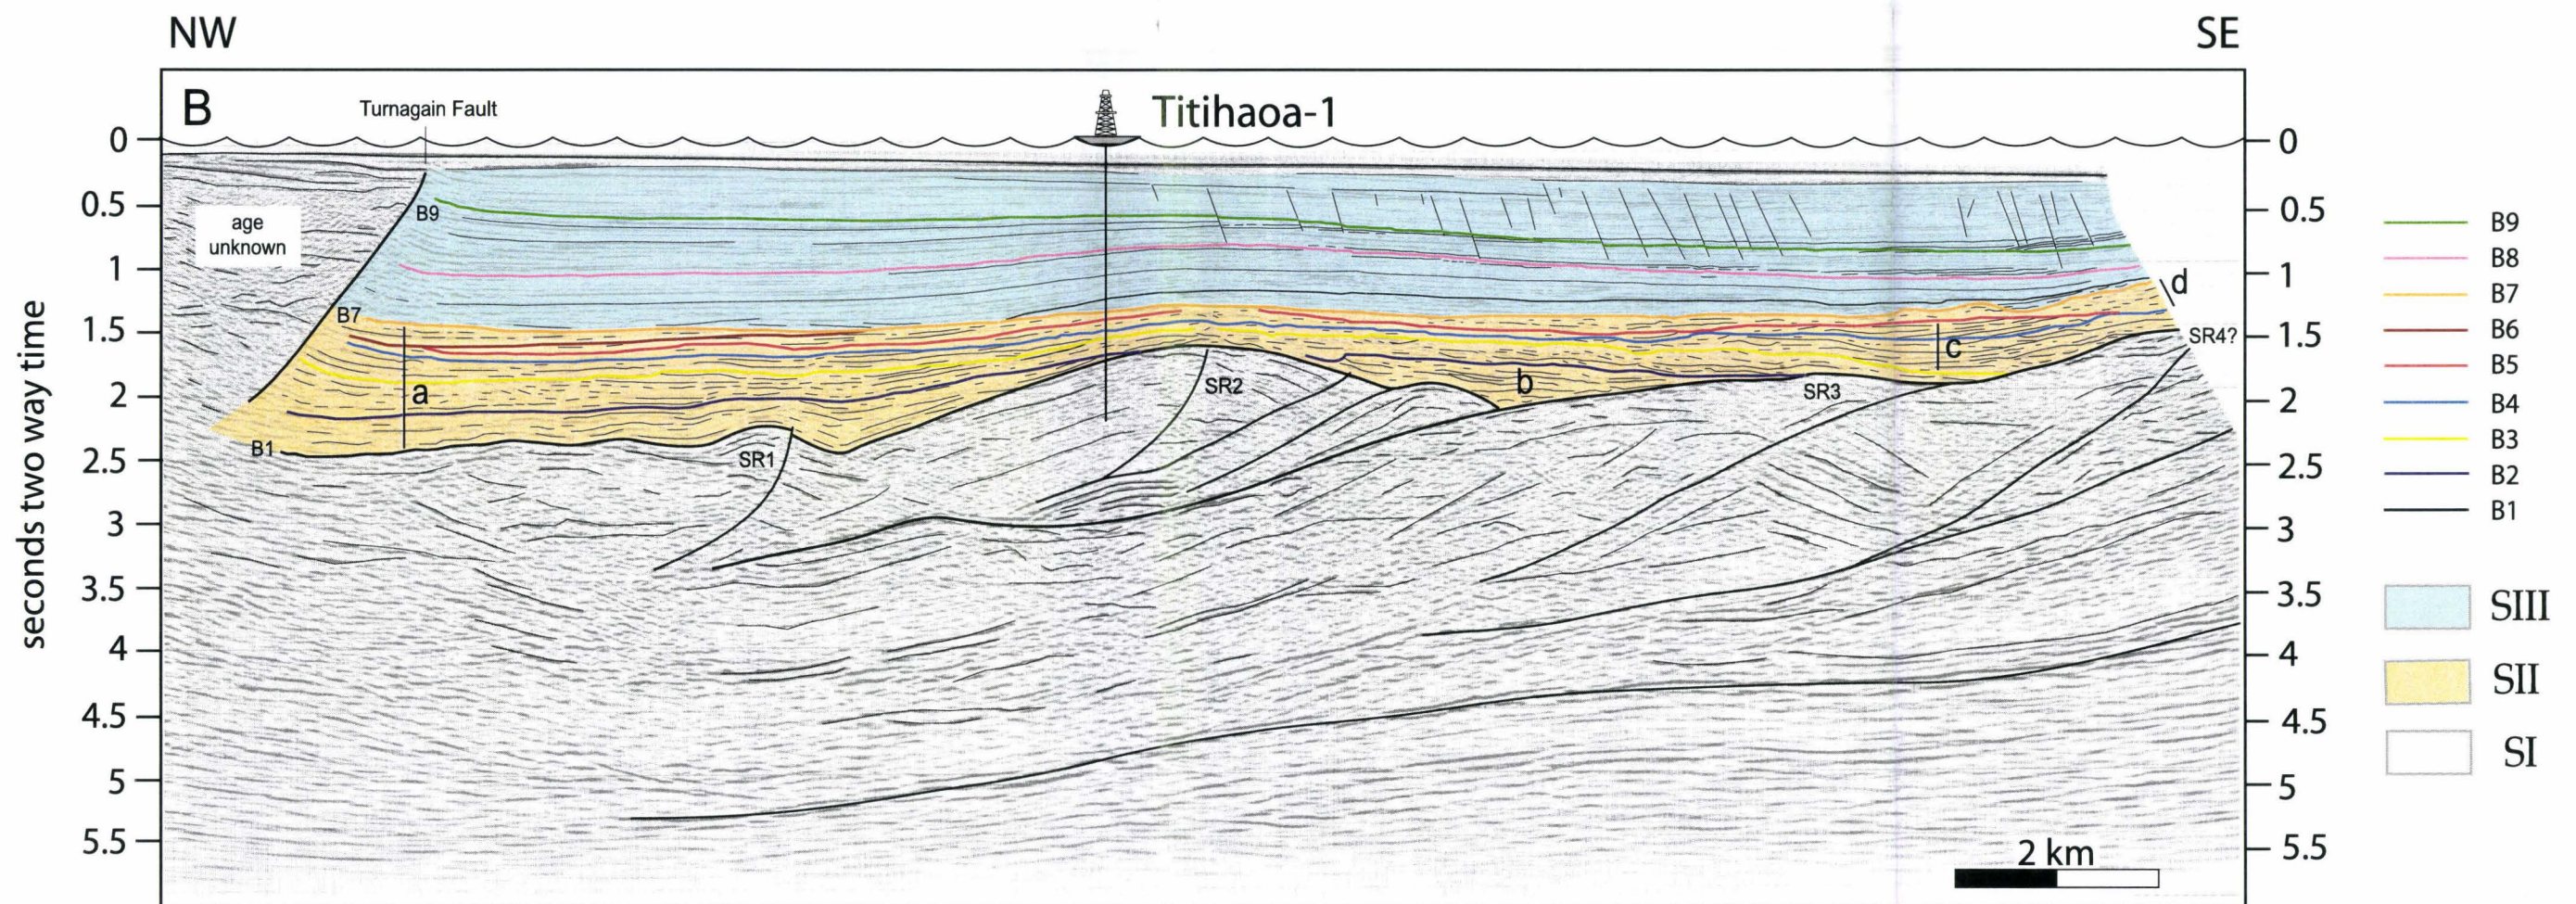 NW
SE
B
Turnagain Fault
Titihaoa-1
0
0.5
1
1.5
2
2.5
3
3.5
4
4.5
5
5.5
seconds two way time
0
0.5
1
1.5
2
2.5
3
3.5
4
4.5
5
5.5
age
unknown
B9
B7
B1
a
b
c
d
SR1
SR2
SR3
SR4?
2 km
B9
B8
B7
B6
B5
B4
B3
B2
B1
SIII
SII
SI